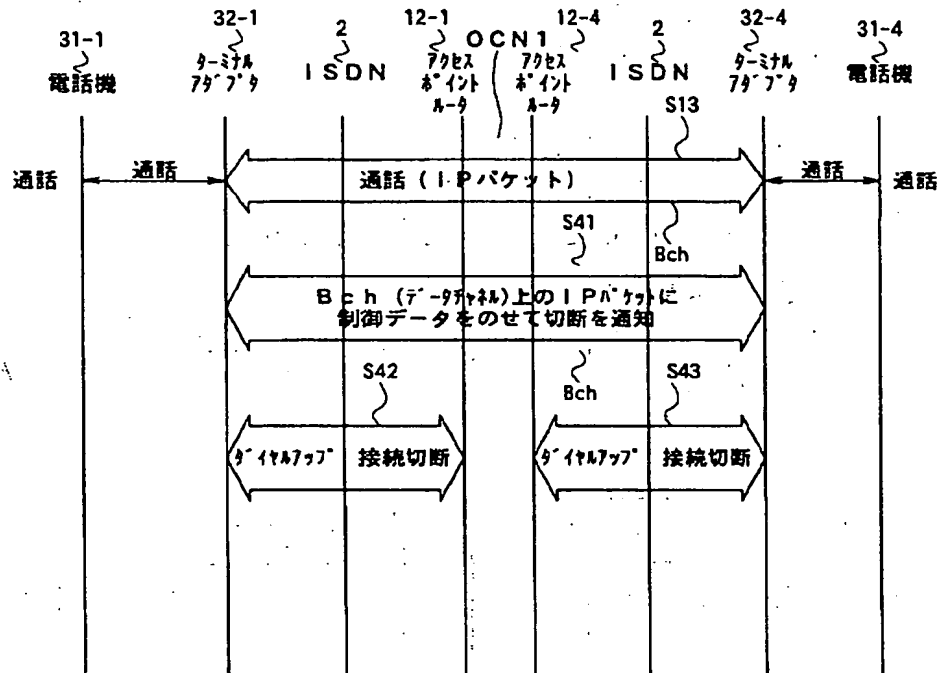 31-1
電話機
32-1
ターミナル
アダプタ
2
ISDN
12-1
アクセス
ポイント
ルータ
OCN1
12-4
アクセス
ポイント
ルータ
2
ISDN
32-4
ターミナル
アダプタ
31-4
電話機
S13
通話
通話
通話(IPパケット)
通話
通話
Bch
S41
Bch(データチャネル)上のIPパケットに
制御データをのせて切断を通知
Bch
S42
ダイヤルアップ 接続切断
S43
ダイヤルアップ 接続切断